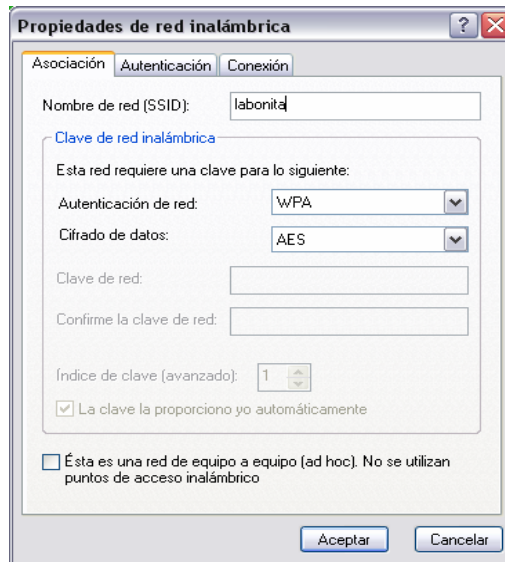 Propiedades de red inalámbrica
Asociación Autenticación Conexión
Nombre de red (SSID): labonita
Clave de red inalámbrica
Esta red requiere una clave para lo siguiente:
Autenticación de red: WPA
Cifrado de datos: AES
Clave de red:
Confirme la clave de red:
Índice de clave (avanzado): 1
La clave la proporciono yo automáticamente
Ésta es una red de equipo a equipo (ad hoc). No se utilizan
puntos de acceso inalámbrico
Aceptar Cancelar